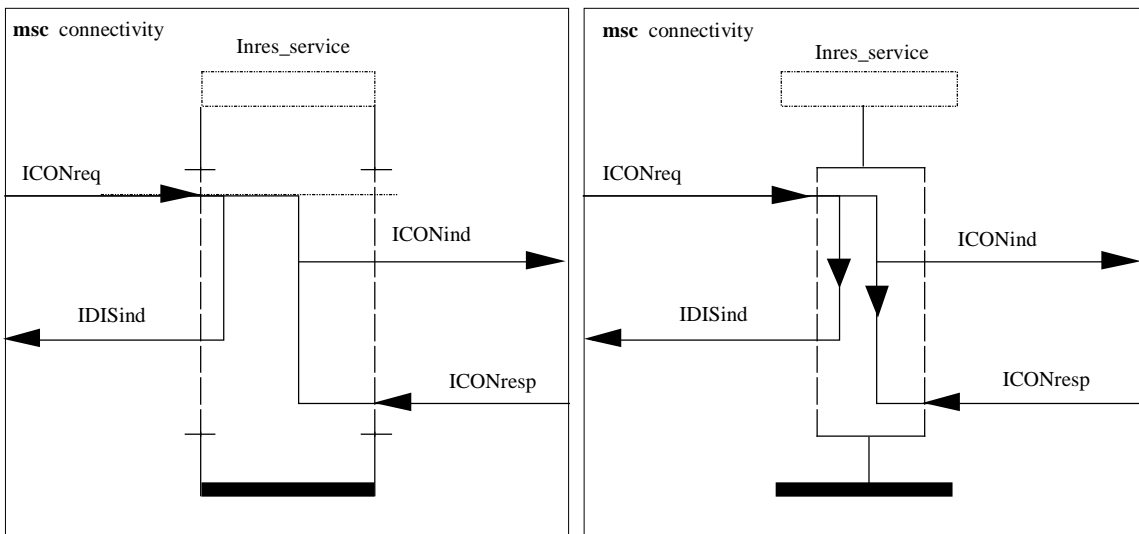 msc connectivity
Inres_service
ICONreq
ICONind
IDISind
ICONresp
msc connectivity
Inres_service
ICONreq
ICONind
IDISind
ICONresp